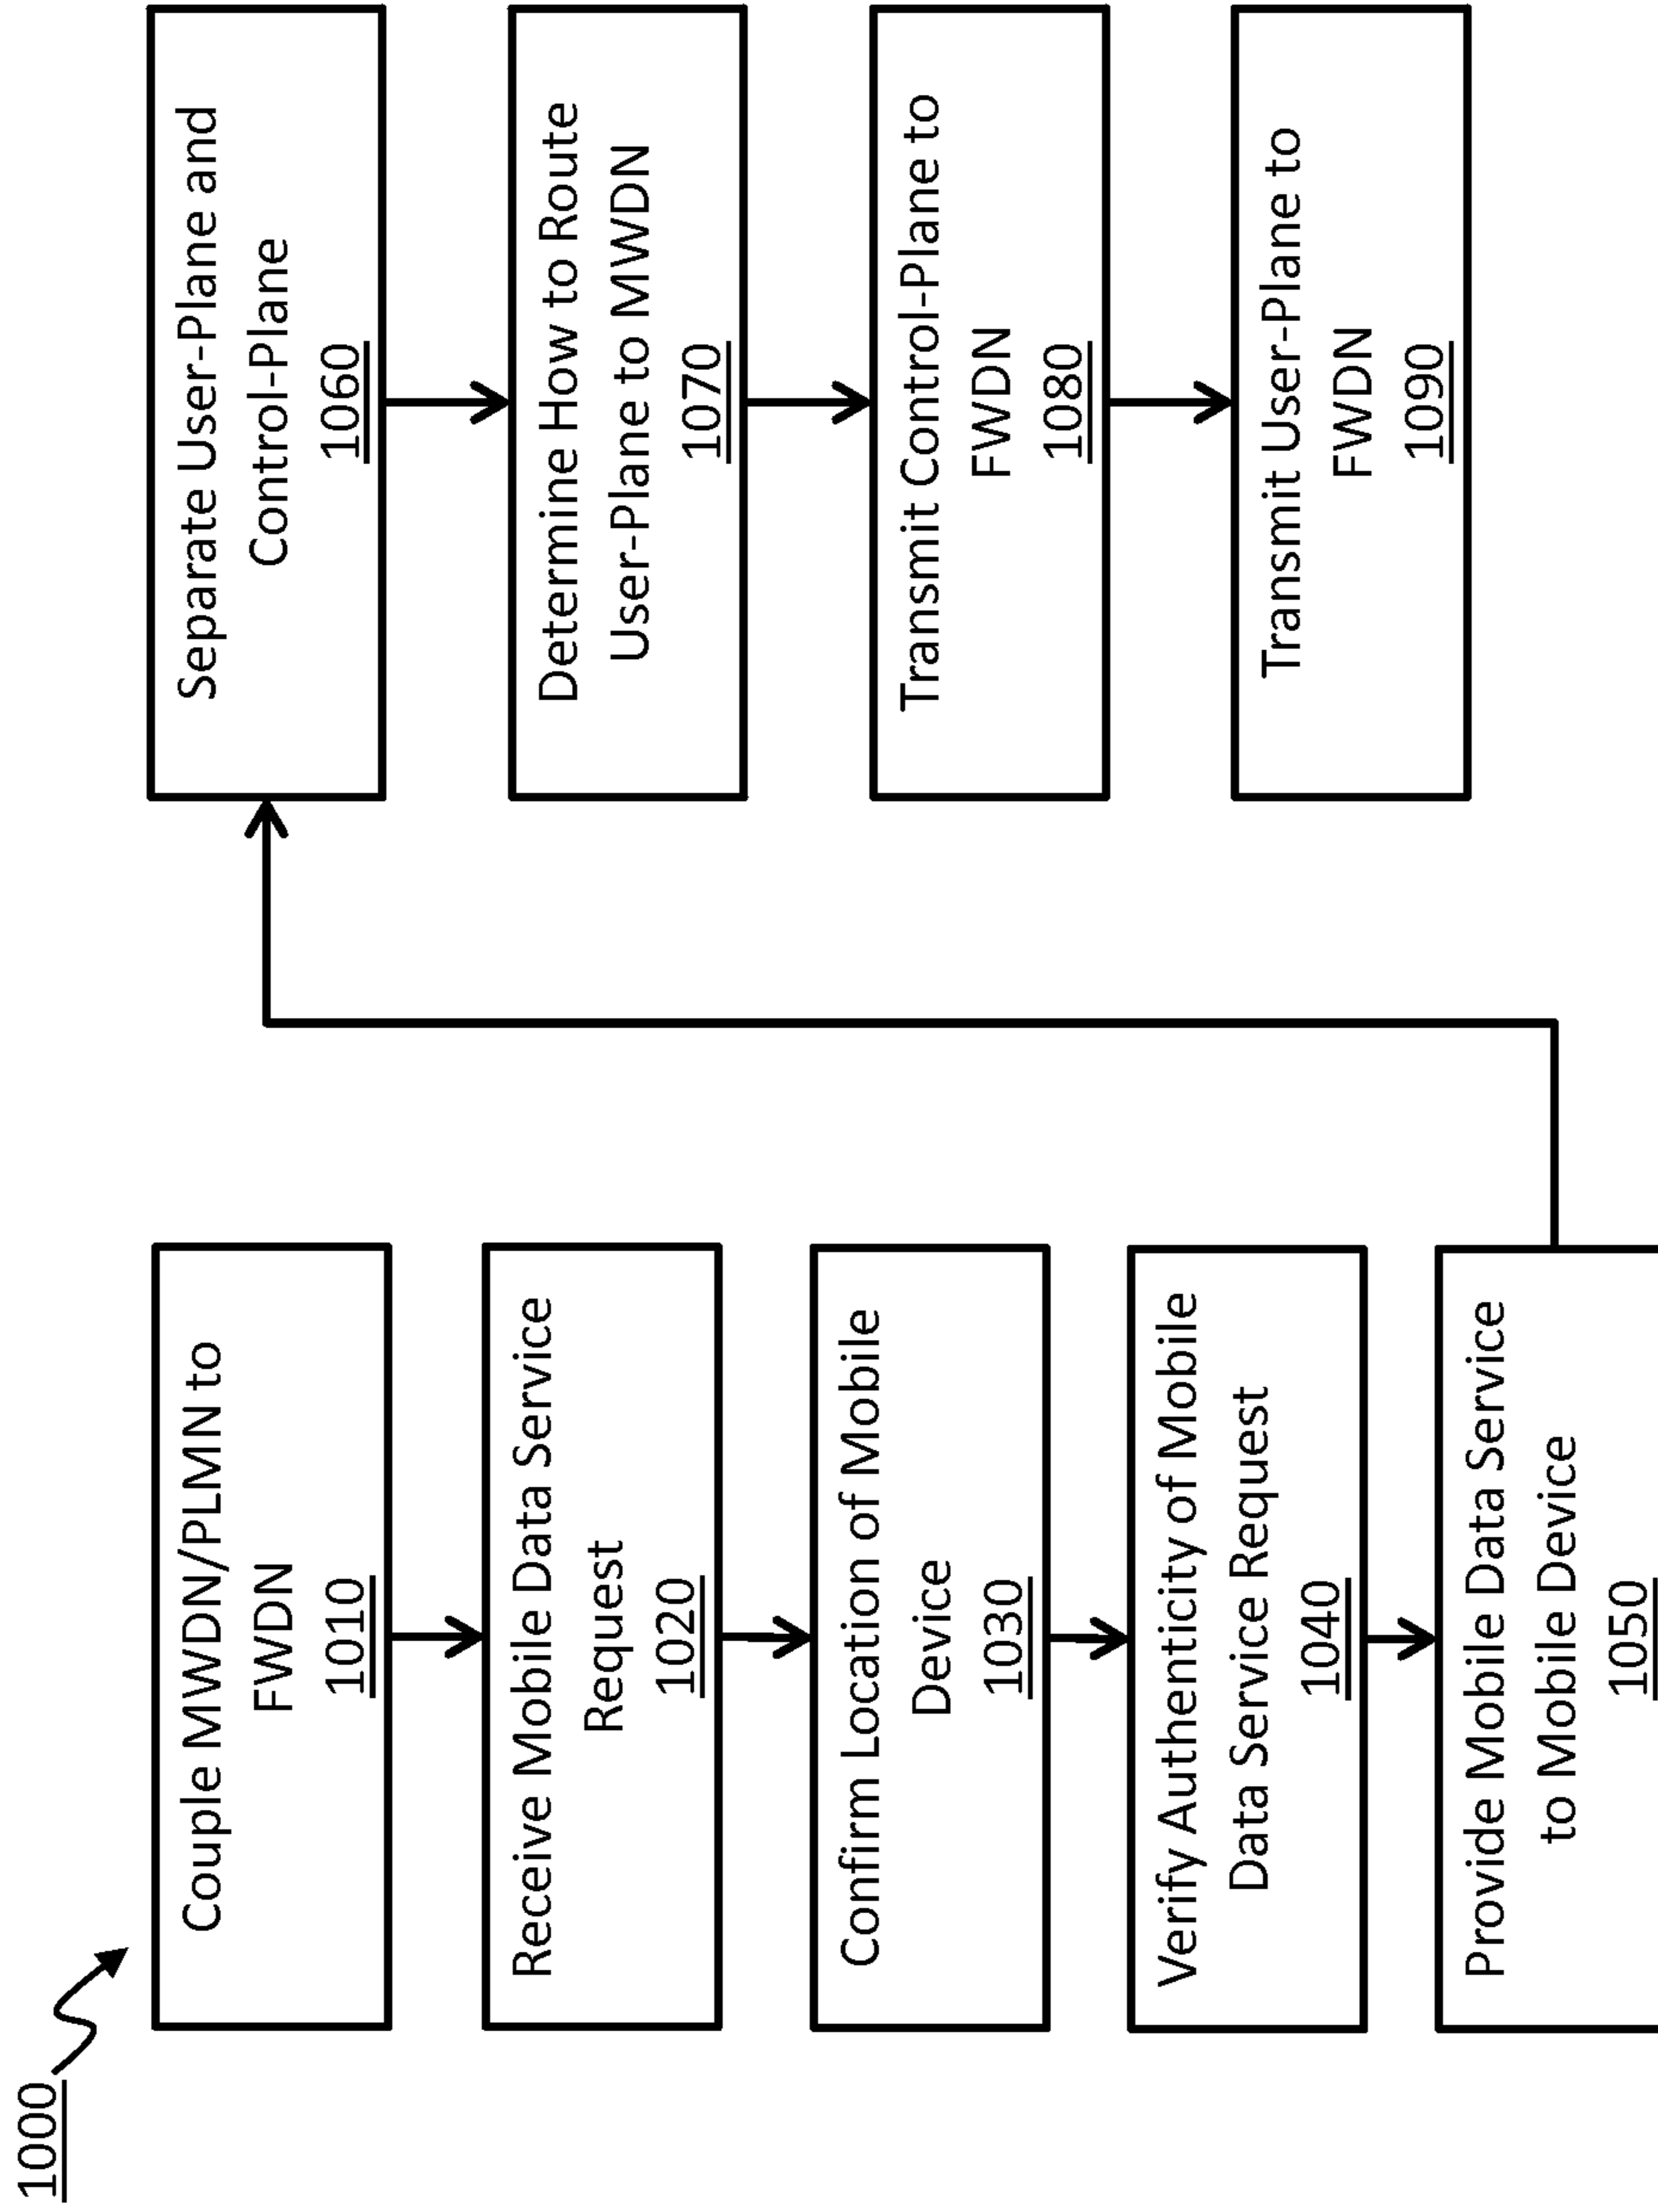 1000
Couple MWDN/PLMN to
FWDN
1010
Receive Mobile Data Service
Request
1020
Confirm Location of Mobile
Device
1030
Verify Authenticity of Mobile
Data Service Request
1040
Provide Mobile Data Service
to Mobile Device
1050
Separate User-Plane and
Control-Plane
1060
Determine How to Route
User-Plane to MWDN
1070
Transmit Control-Plane to
FWDN
1080
Transmit User-Plane to
FWDN
1090